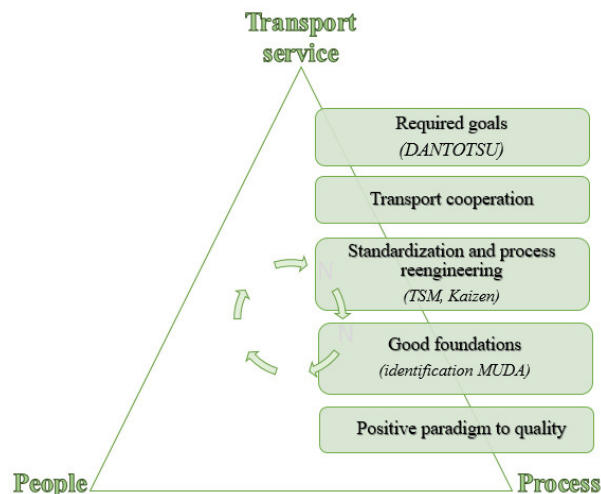 Transport
service
Required goals
(DANTOTSU)
Transport cooperation
Standardization and process
reengineering
(TSM, Kaizen)
N
Good foundations
(identification MUDA)
N
Positive paradigm to quality
People
Process